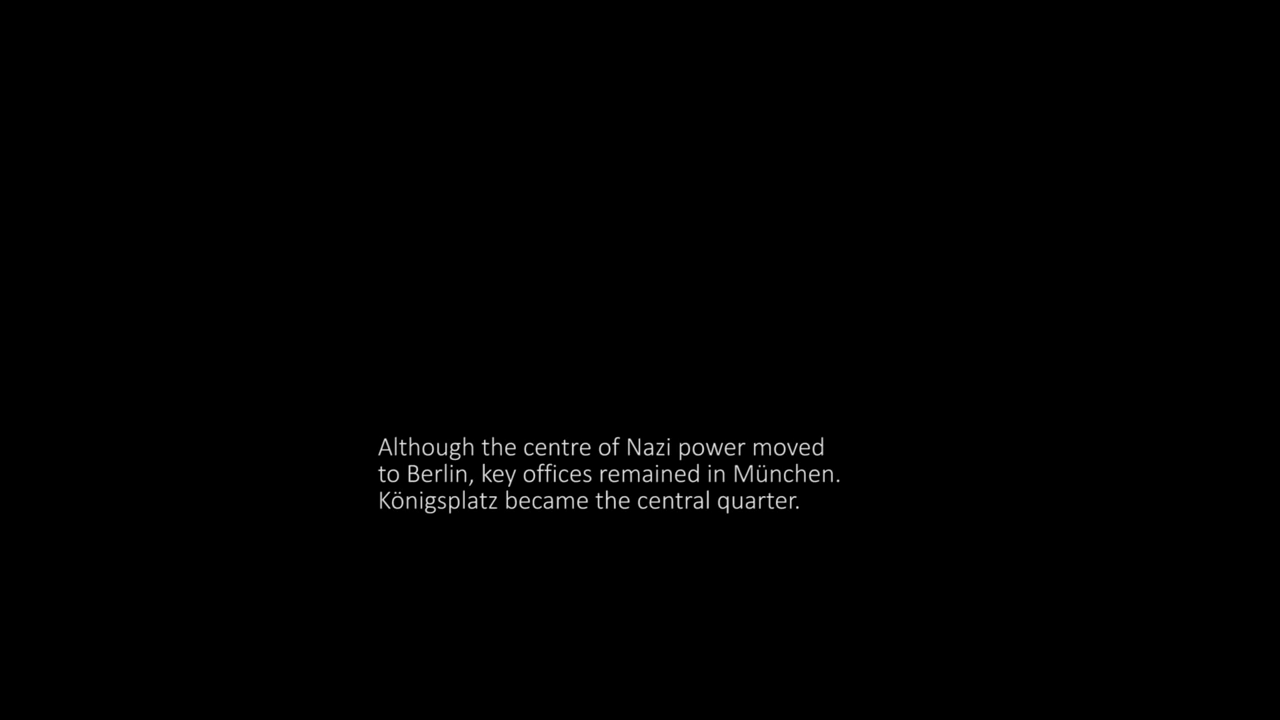 Although the centre of Nazi power moved
to Berlin, key offices remained in München.
Königsplatz became the central quarter.